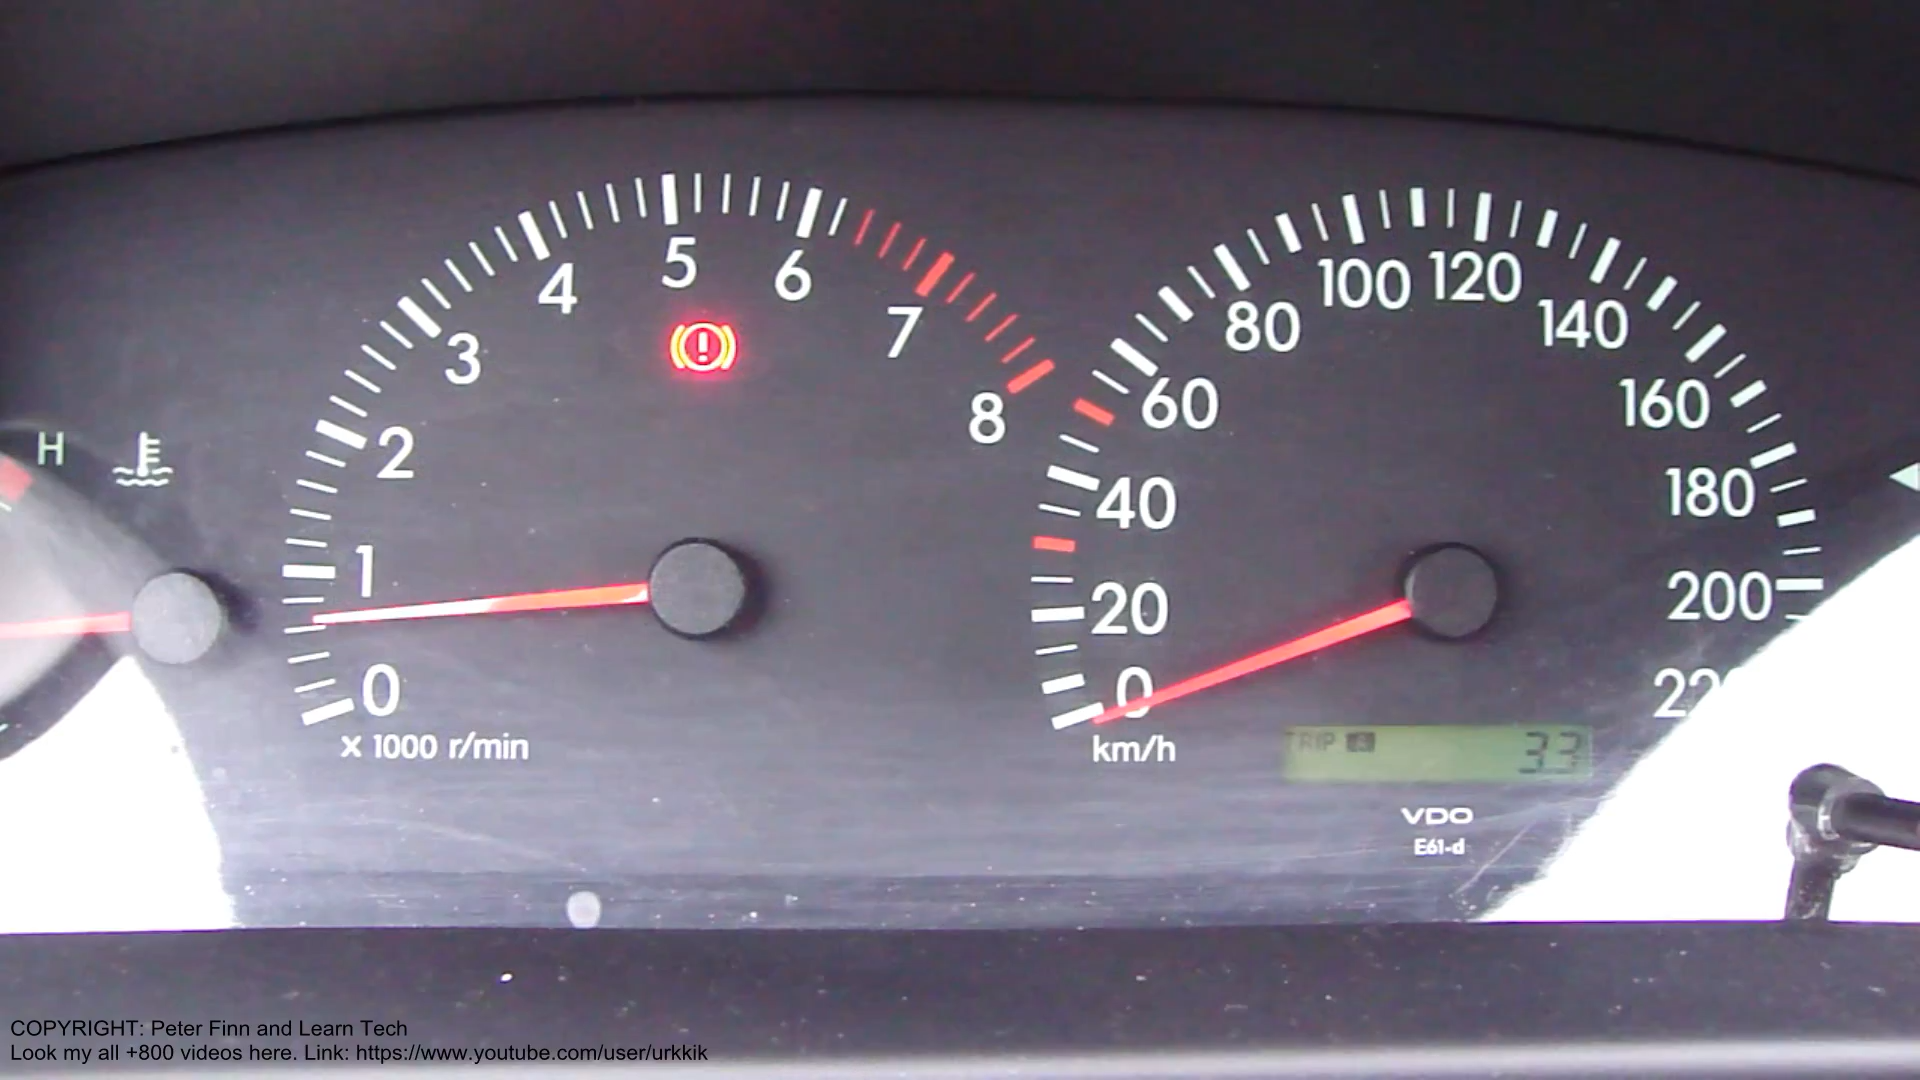 H
0
1
2
3
4
5
6
7
8
x 1000 r/min
0
20
40
60
80
100
120
140
160
180
200
km/h
TRIP A 33
VDO
E61-d
COPYRIGHT: Peter Finn and Learn Tech
Look my all +800 videos here. Link: https://www.youtube.com/user/urkkik